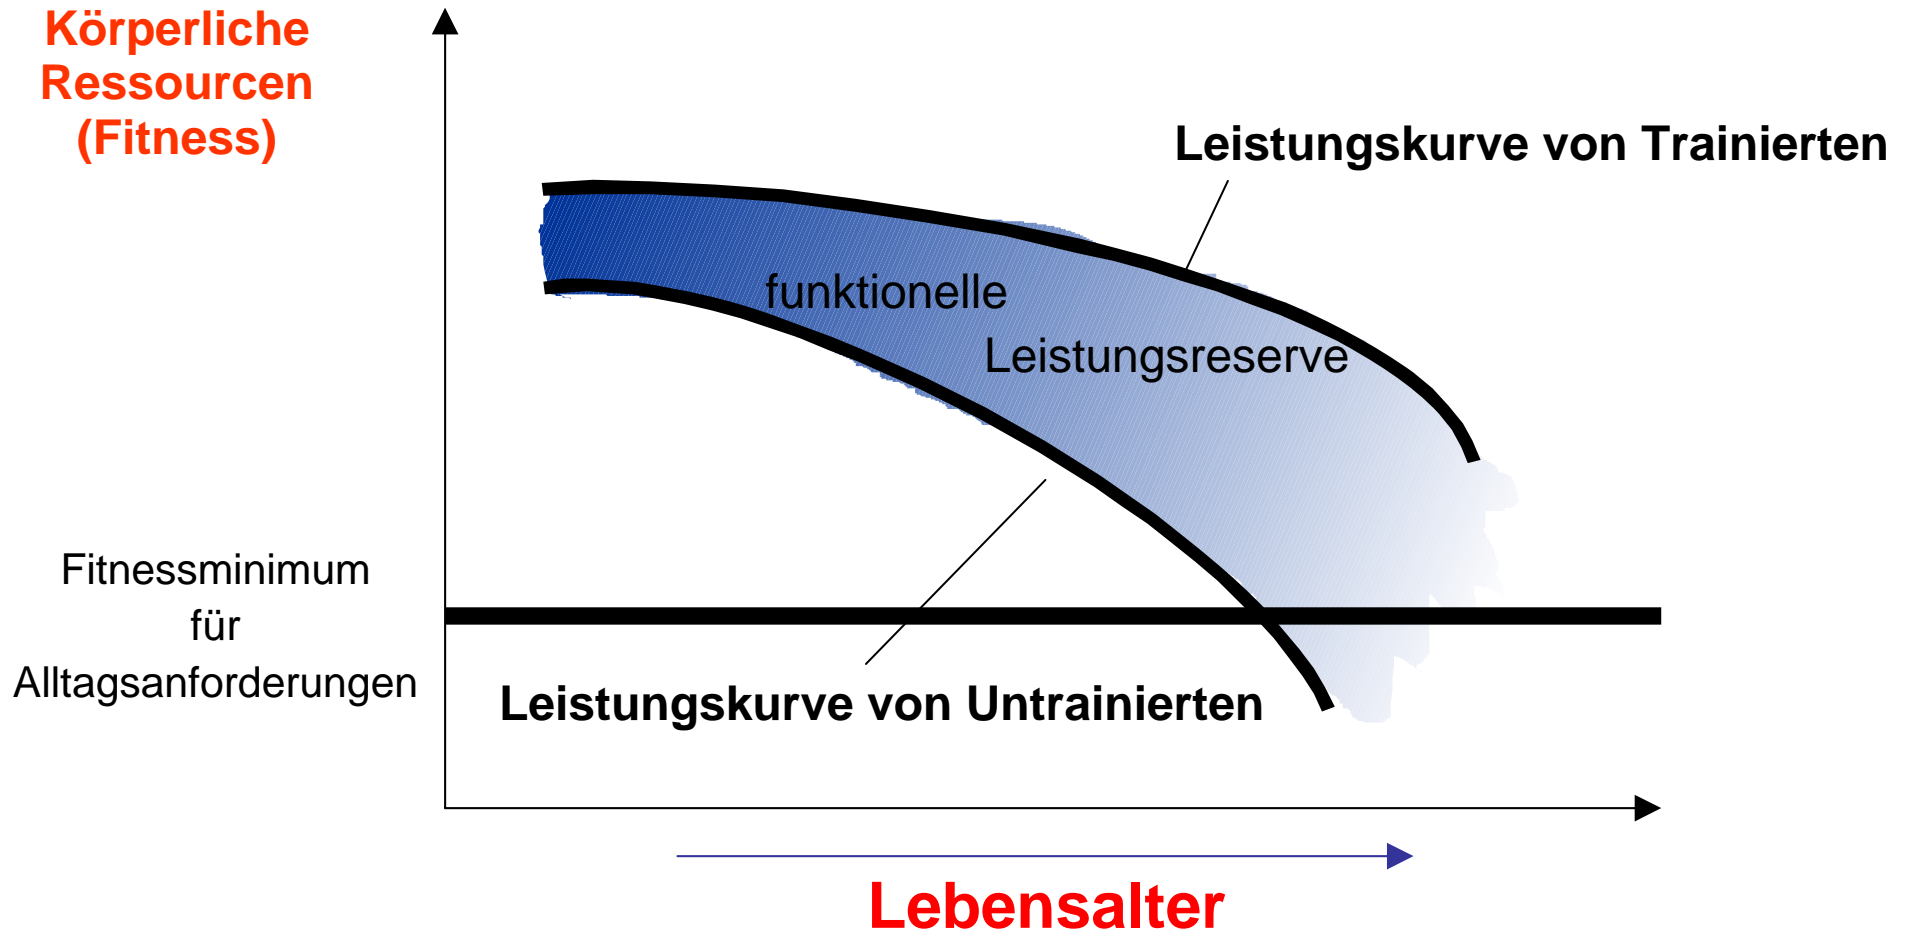 Körperliche
Ressourcen
(Fitness)
Leistungskurve von Trainierten
funktionelle
Leistungsreserve
Fitnessminimum
für
Alltagsanforderungen
Leistungskurve von Untrainierten
Lebensalter